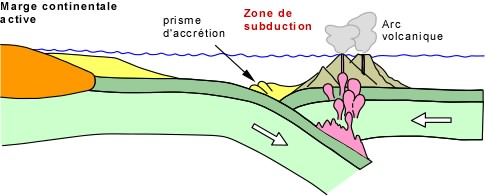 Marge continentale
active
prisme
d'accrétion
Zone de
subduction
Arc
volcanique